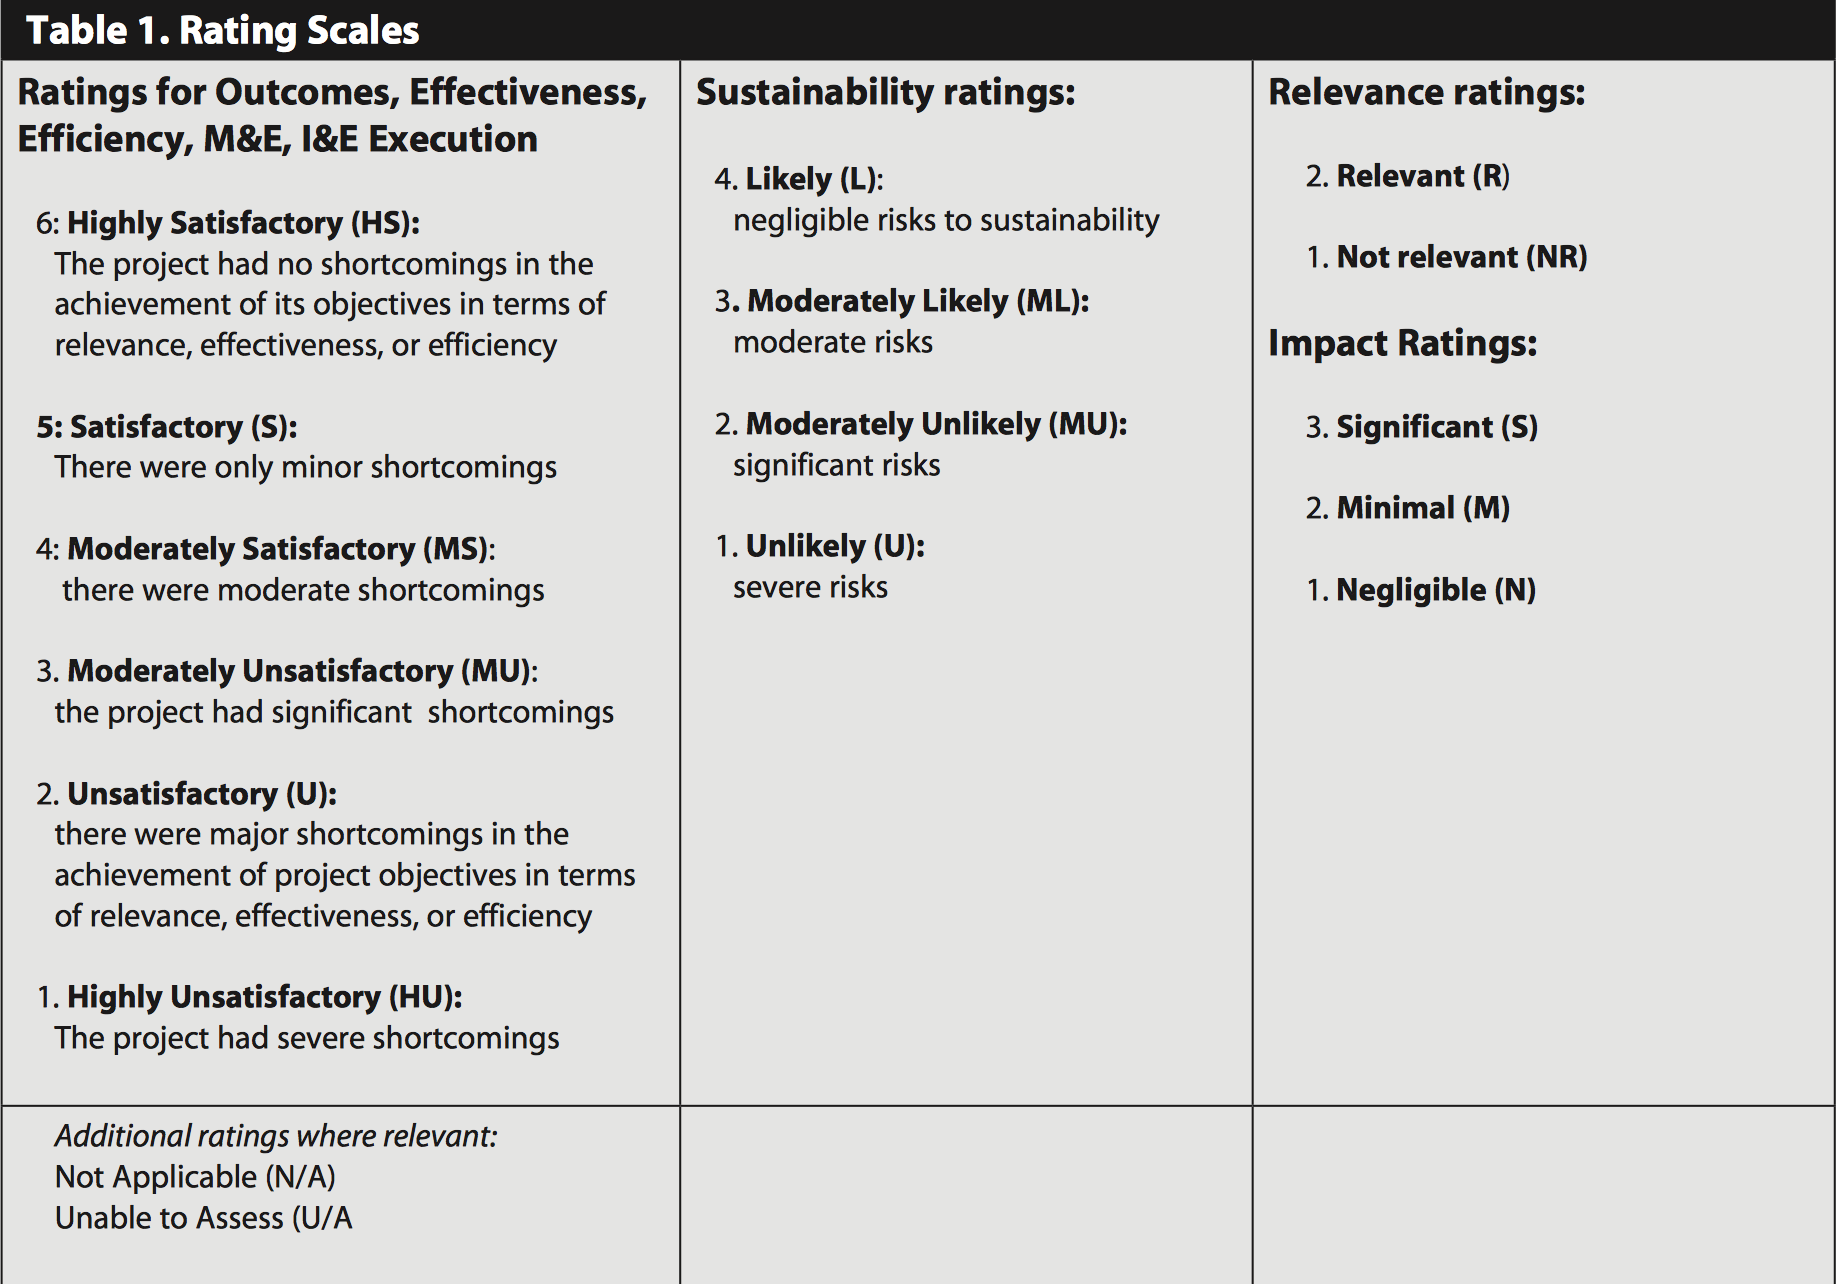 Table 1. Rating Scales
Ratings for Outcomes, Effectiveness,
Efficiency, M&E, I&E Execution
6: Highly Satisfactory (HS):
The project had no shortcomings in the
achievement of its objectives in terms of
relevance, effectiveness, or efficiency
5: Satisfactory (S):
There were only minor shortcomings
4: Moderately Satisfactory (MS):
there were moderate shortcomings
3. Moderately Unsatisfactory (MU):
the project had significant  shortcomings
2. Unsatisfactory (U):
there were major shortcomings in the
achievement of project objectives in terms
of relevance, effectiveness, or efficiency
1. Highly Unsatisfactory (HU):
The project had severe shortcomings
Sustainability ratings:
4. Likely (L):
negligible risks to sustainability
3. Moderately Likely (ML):
moderate risks
2. Moderately Unlikely (MU):
significant risks
1. Unlikely (U):
severe risks
Relevance ratings:
2. Relevant (R)
1. Not relevant (NR)
Impact Ratings:
3. Significant (S)
2. Minimal (M)
1. Negligible (N)
Additional ratings where relevant:
Not Applicable (N/A)
Unable to Assess (U/A